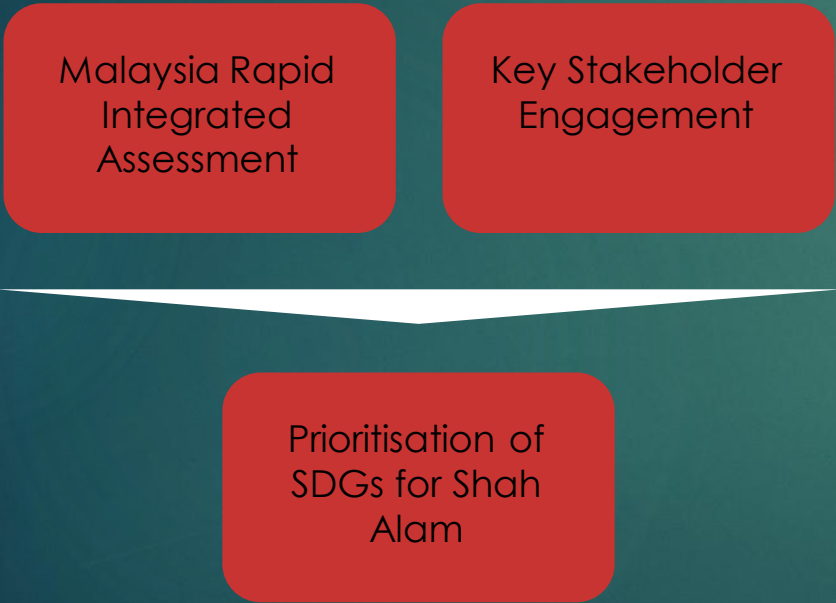 Malaysia Rapid
Integrated
Assessment
Key Stakeholder
Engagement
Prioritisation of
SDGs for Shah
Alam